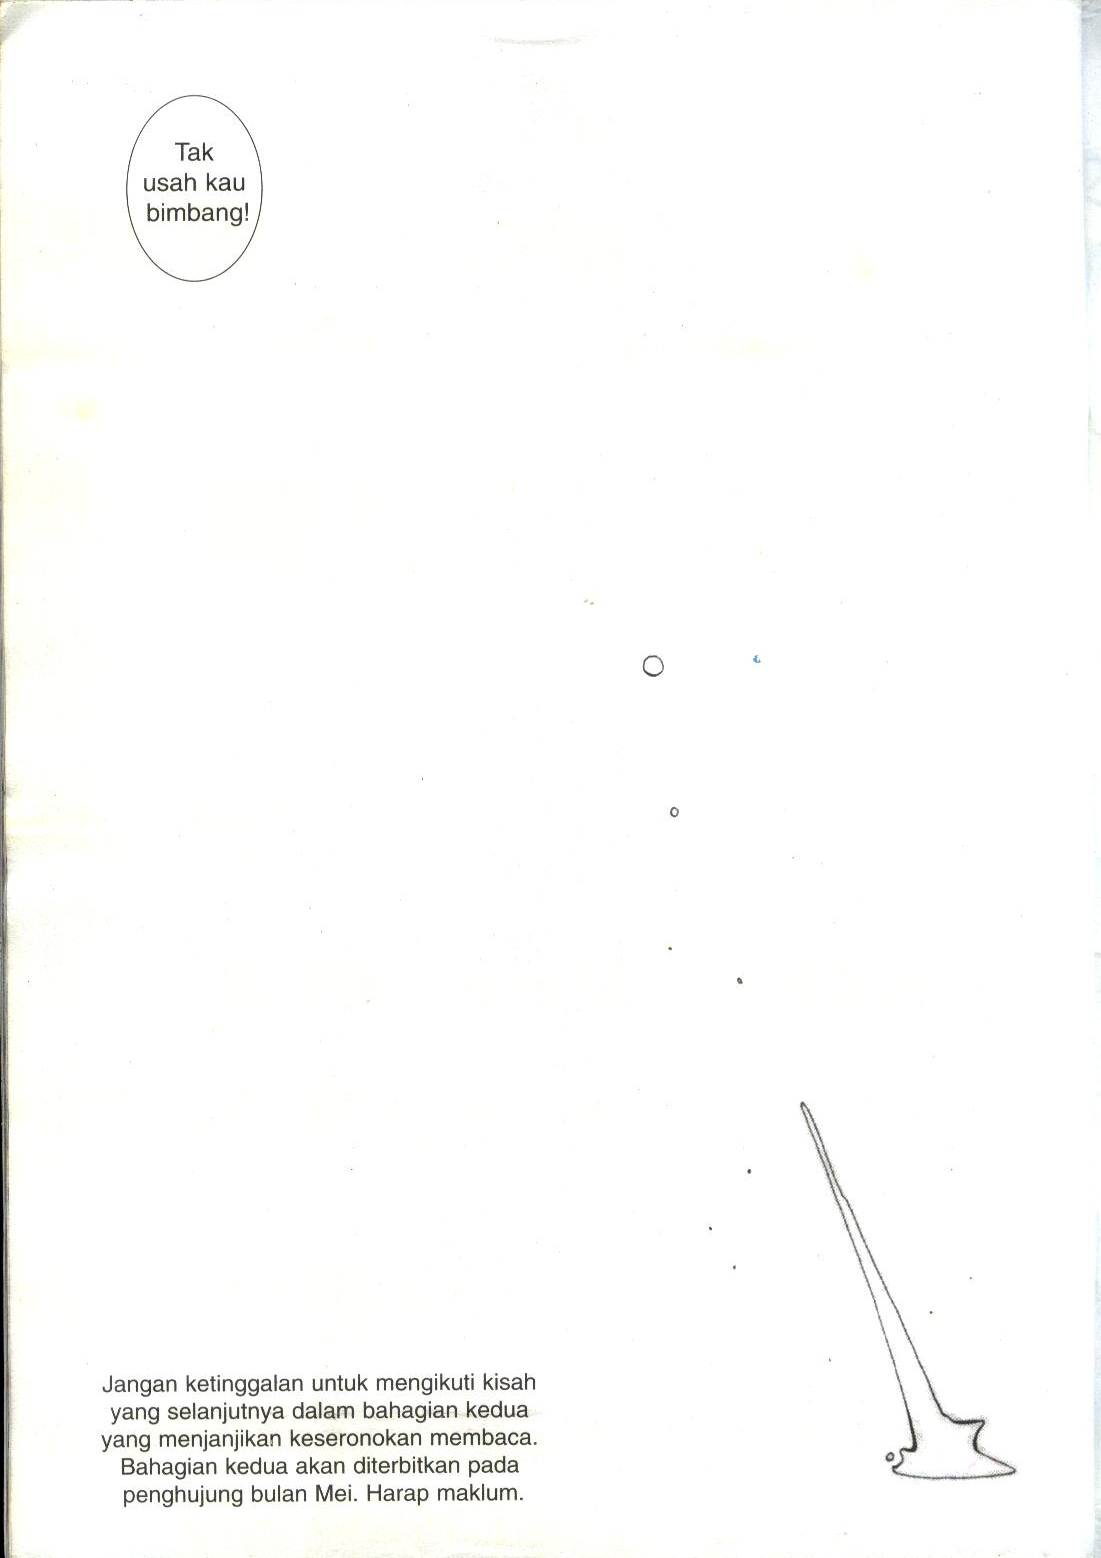 Tak
usah kau
bimbang!
Jangan ketinggalan untuk mengikuti kisah
yang selanjutnya dalam bahagian kedua
yang menjanjikan keseronokan membaca.
Bahagian kedua akan diterbitkan pada
penghujung bulan Mei. Harap maklum.